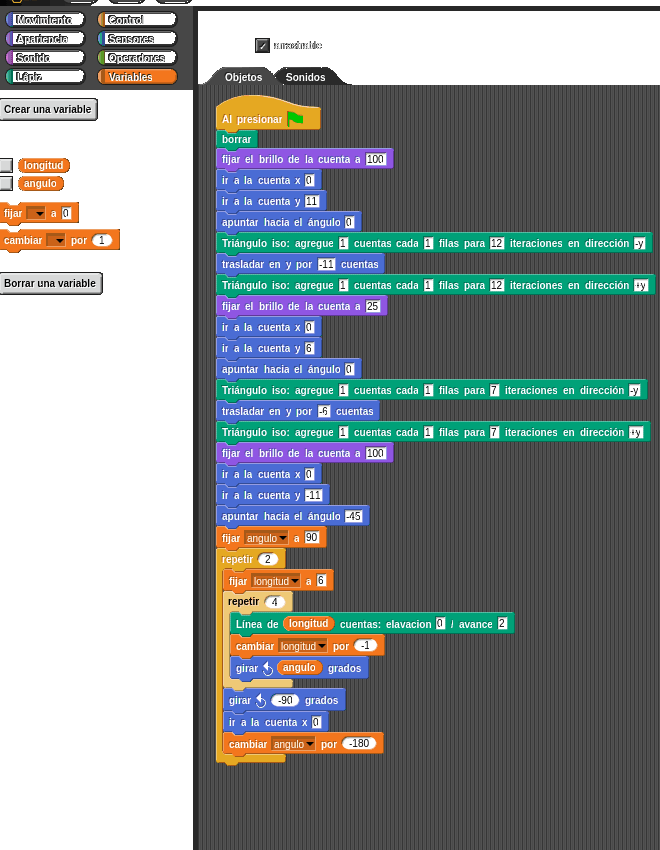 Movimiento Control
Apariencia Sensores
Sonido Operadores
Lápiz Variables
Crear una variable
longitud
angulo
fijar a 0
cambiar por 1
Borrar una variable
Objetos Sonidos
Al presionar
borrar
fijar el brillo de la cuenta a 100
ir a la cuenta x 0
ir a la cuenta y 11
apuntar hacia el ángulo 0
Triángulo iso: agregue 1 cuentas cada 1 filas para 12 iteraciones en dirección -y
trasladar en y por -11 cuentas
Triángulo iso: agregue 1 cuentas cada 1 filas para 12 iteraciones en dirección +y
fijar el brillo de la cuenta a 25
ir a la cuenta x 0
ir a la cuenta y 6
apuntar hacia el ángulo 0
Triángulo iso: agregue 1 cuentas cada 1 filas para 7 iteraciones en dirección -y
trasladar en y por -6 cuentas
Triángulo iso: agregue 1 cuentas cada 1 filas para 7 iteraciones en dirección +y
fijar el brillo de la cuenta a 100
ir a la cuenta x 0
ir a la cuenta y -11
apuntar hacia el ángulo -45
fijar angulo a 90
repetir 2
fijar longitud a 6
repetir 4
Línea de longitud cuentas: elavacion 0 / avance 2
cambiar longitud por -1
girar angulo grados
girar -90 grados
ir a la cuenta x 0
cambiar angulo por -180